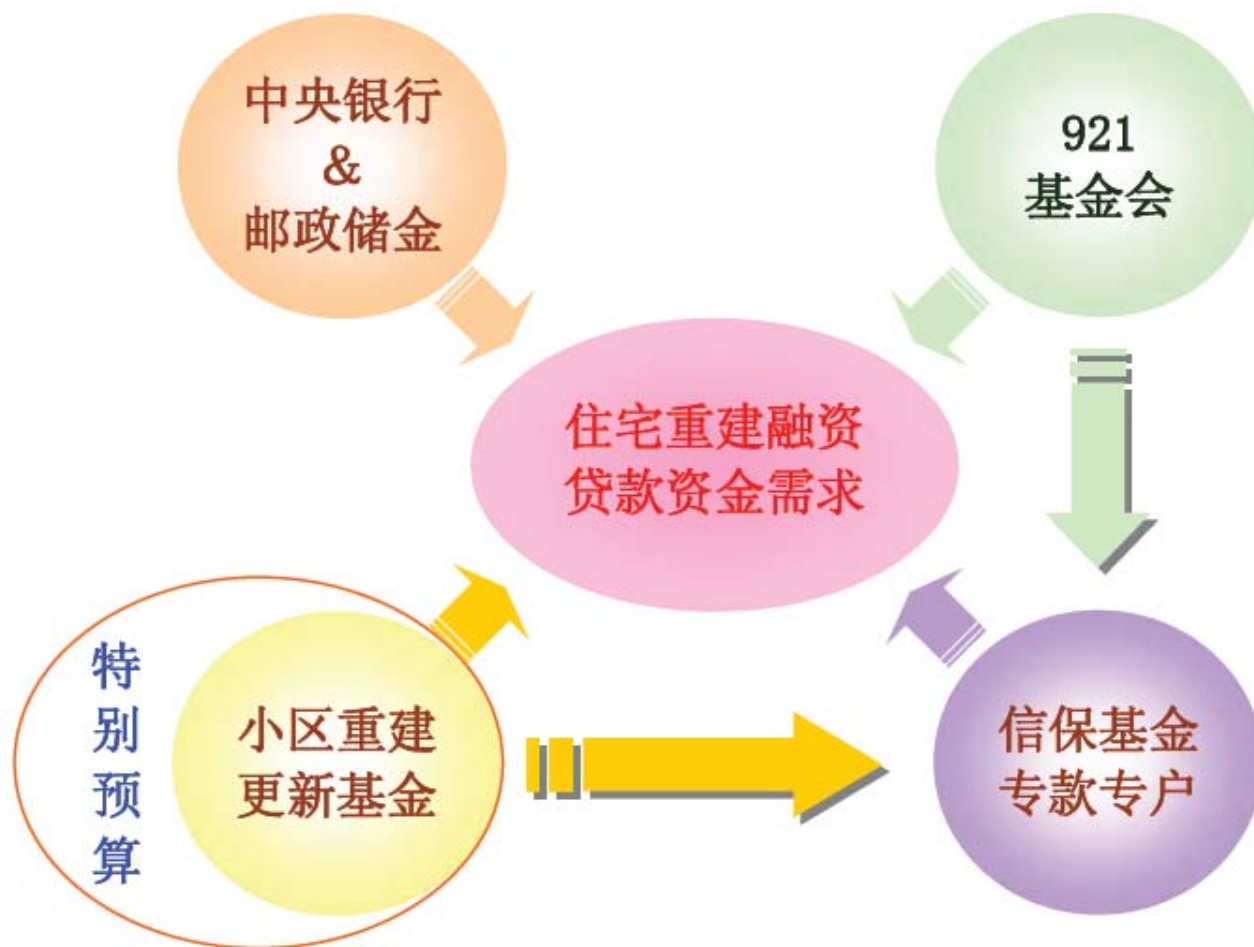 中央银行
&
邮政储金
921
基金会
住宅重建融资
贷款资金需求
特别预算
小区重建
更新基金
信保基金
专款专户